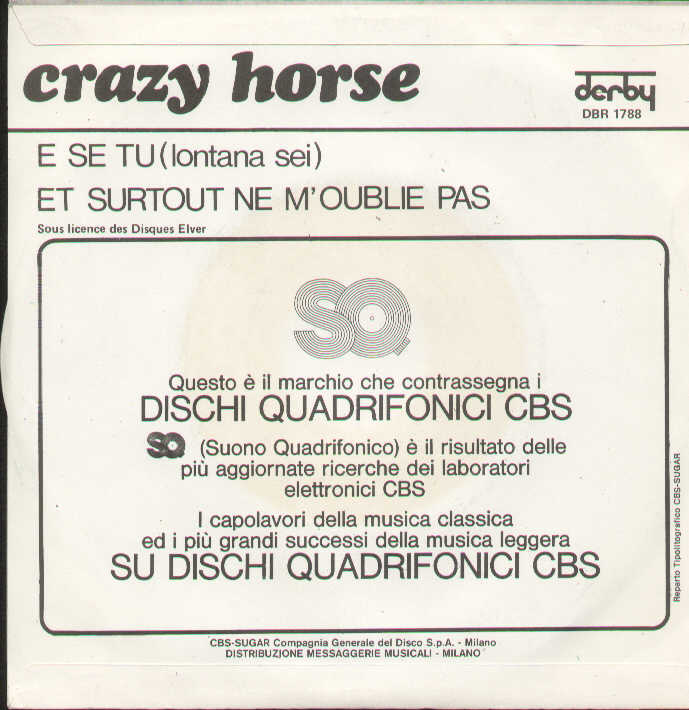 crazy horse
derby
DBR 1788
E SE TU (lontana sei)
ET SURTOUT NE M'OUBLIE PAS
Sous licence des Disques Elver
SQ
Questo è il marchio che contrassegna i
DISCHI QUADRIFONICI CBS
SQ (Suono Quadrifonico) è il risultato delle
più aggiornate ricerche dei laboratori
elettronici CBS
I capolavori della musica classica
ed i più grandi successi della musica leggera
SU DISCHI QUADRIFONICI CBS
Reparto Tipolitografico CBS-SUGAR
CBS-SUGAR Compagnia Generale del Disco S.p.A. - Milano
DISTRIBUZIONE MESSAGGERIE MUSICALI - MILANO